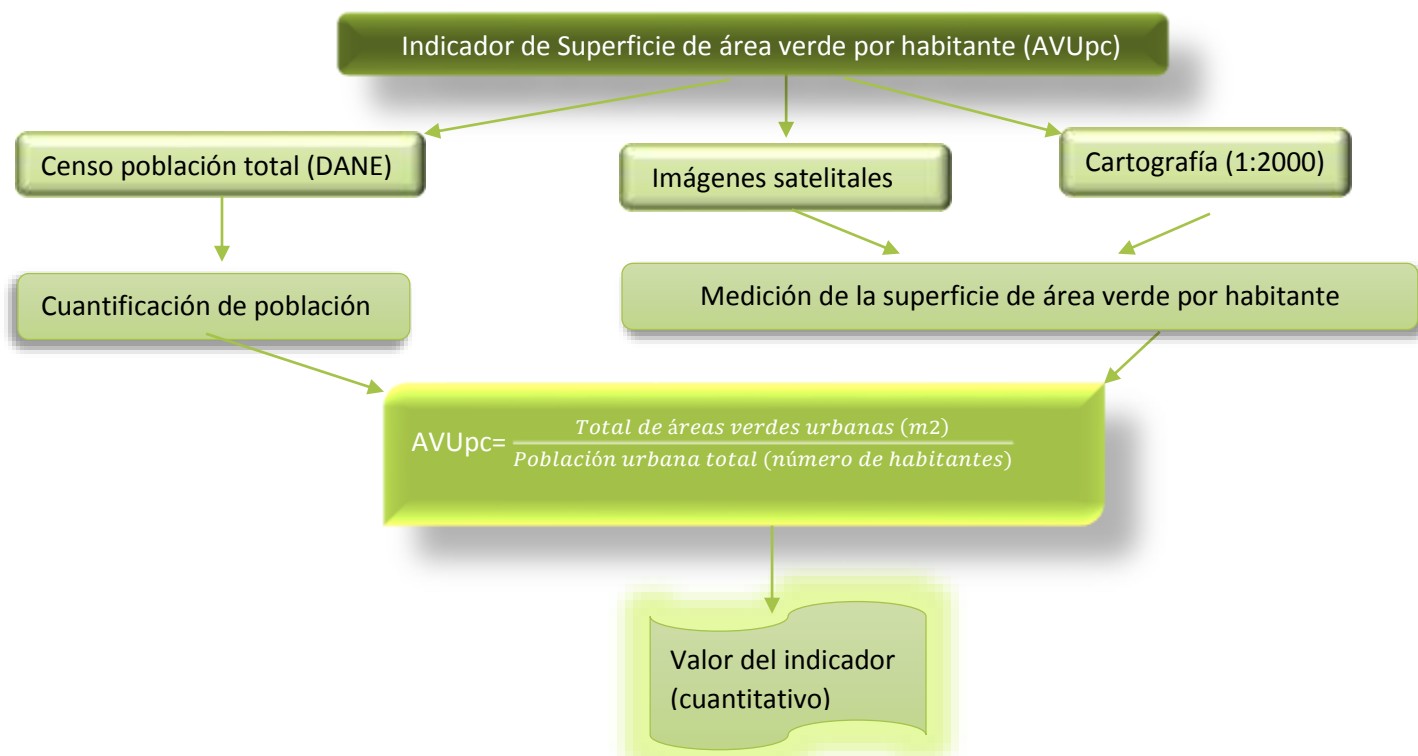 Indicador de Superficie de área verde por habitante (AVUpc)
Censo población total (DANE)
Imágenes satelitales
Cartografía (1:2000)
Cuantificación de población
Medición de la superficie de área verde por habitante
AVUpc= Total de áreas verdes urbanas (m2)
Población urbana total (número de habitantes)
Valor del indicador
(cuantitativo)